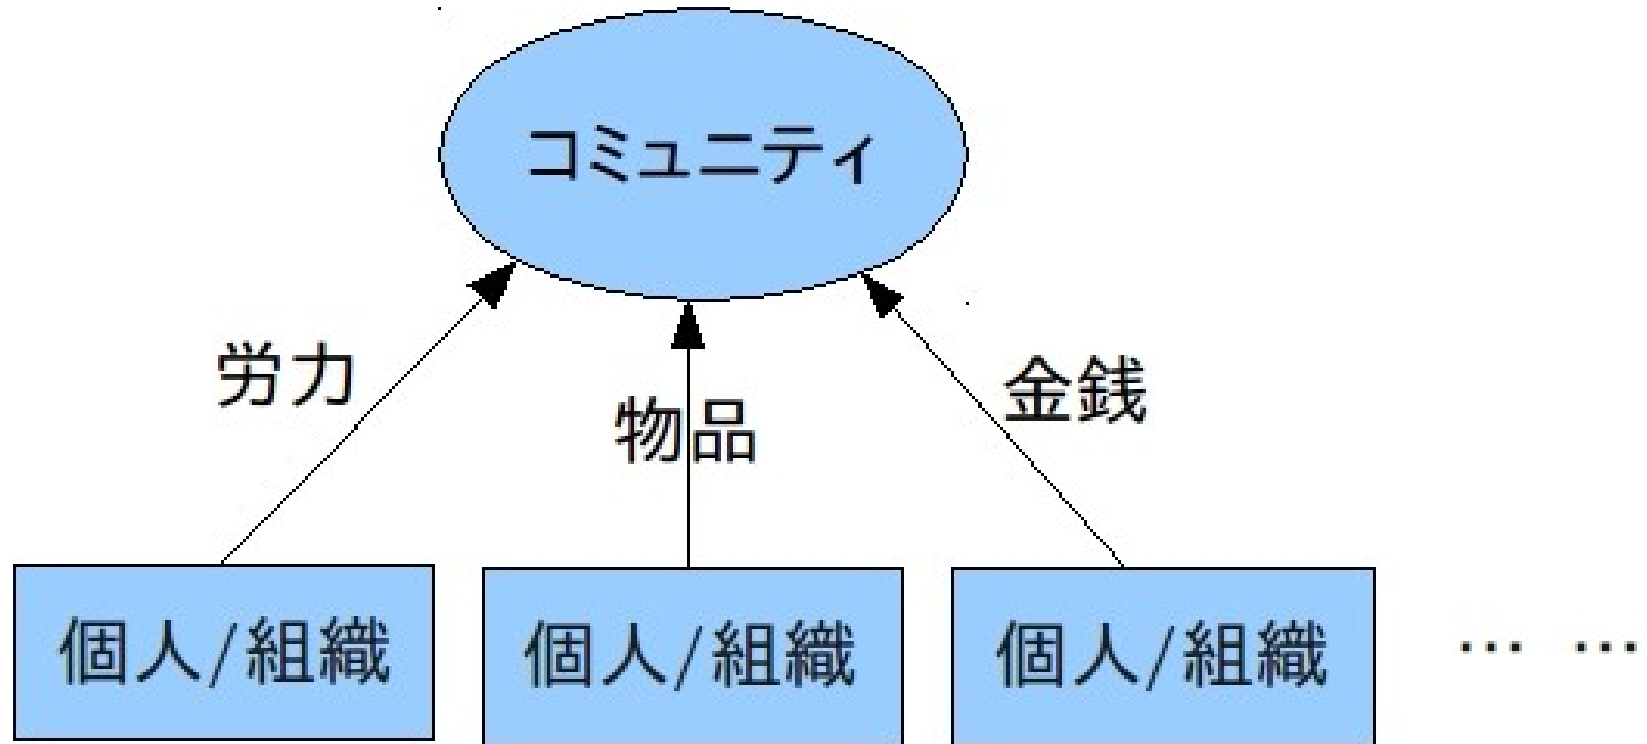 コミュニティ
労力
物品
金銭
個人/組織
個人/組織
個人/組織
… …